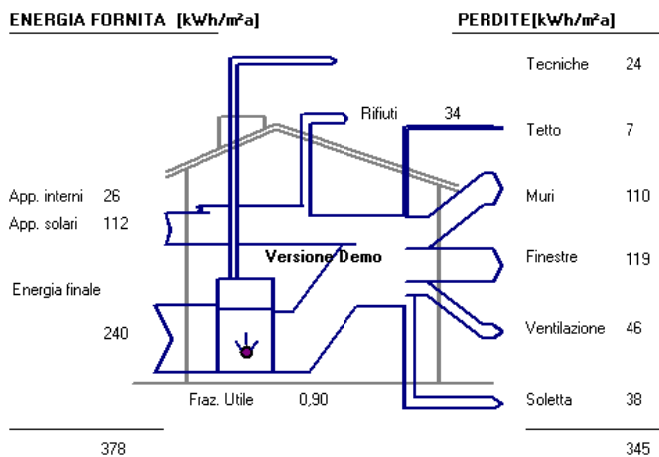 ENERGIA FORNITA [kWh/m²a]
PERDITE[kWh/m²a]
Tecniche 24
Rifiuti 34
Tetto 7
App. interni 26
App. solari 112
Muri 110
Versione Demo
Finestre 119
Energia finale
240
Ventilazione 46
Fraz. Utile 0,90
Soletta 38
378
345